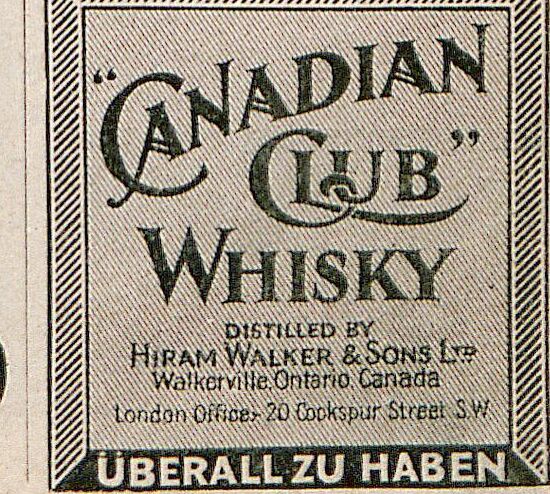 "CANADIAN
CLUB"
WHISKY
DISTILLED BY
HIRAM WALKER & SONS LTD
Walkerville, Ontario, Canada
London Office:- 20 Cockspur Street S.W.
ÜBERALL ZU HABEN